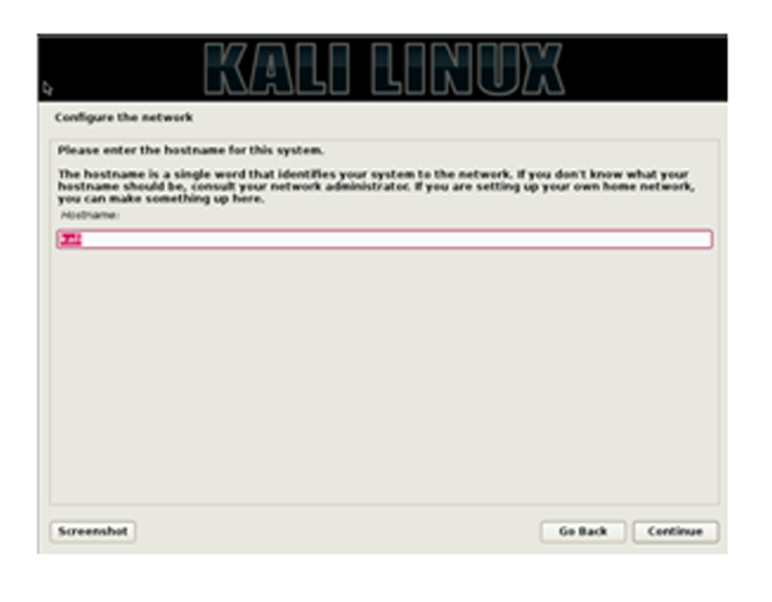 KALI LINUX
Configure the network
Please enter the hostname for this system.
The hostname is a single word that identifies your system to the network. If you don't know what your
hostname should be, consult your network administrator. If you are setting up your own home network,
you can make something up here.
Hostname:
kali
Screenshot
Go Back
Continue